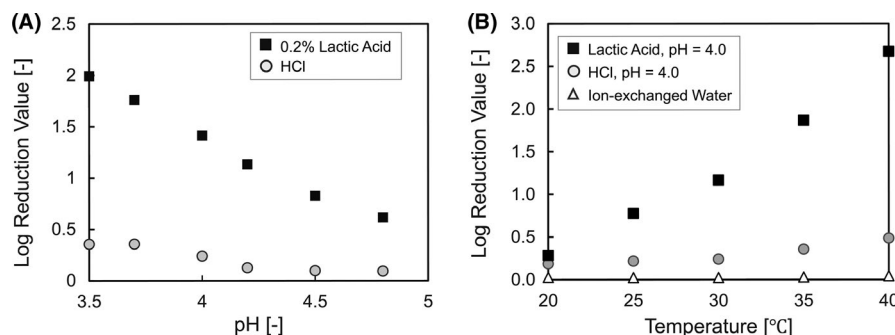 (A)
Log Reduction Value [-]
2.5
2
1.5
1
0.5
0
0.2% Lactic Acid
HCl
3.5 4 4.5 5
pH [-]
(B)
Log Reduction Value [-]
3.0
2.5
2.0
1.5
1.0
0.5
0.0
Lactic Acid, pH = 4.0
HCl, pH = 4.0
Ion-exchanged Water
20 25 30 35 40
Temperature [℃]